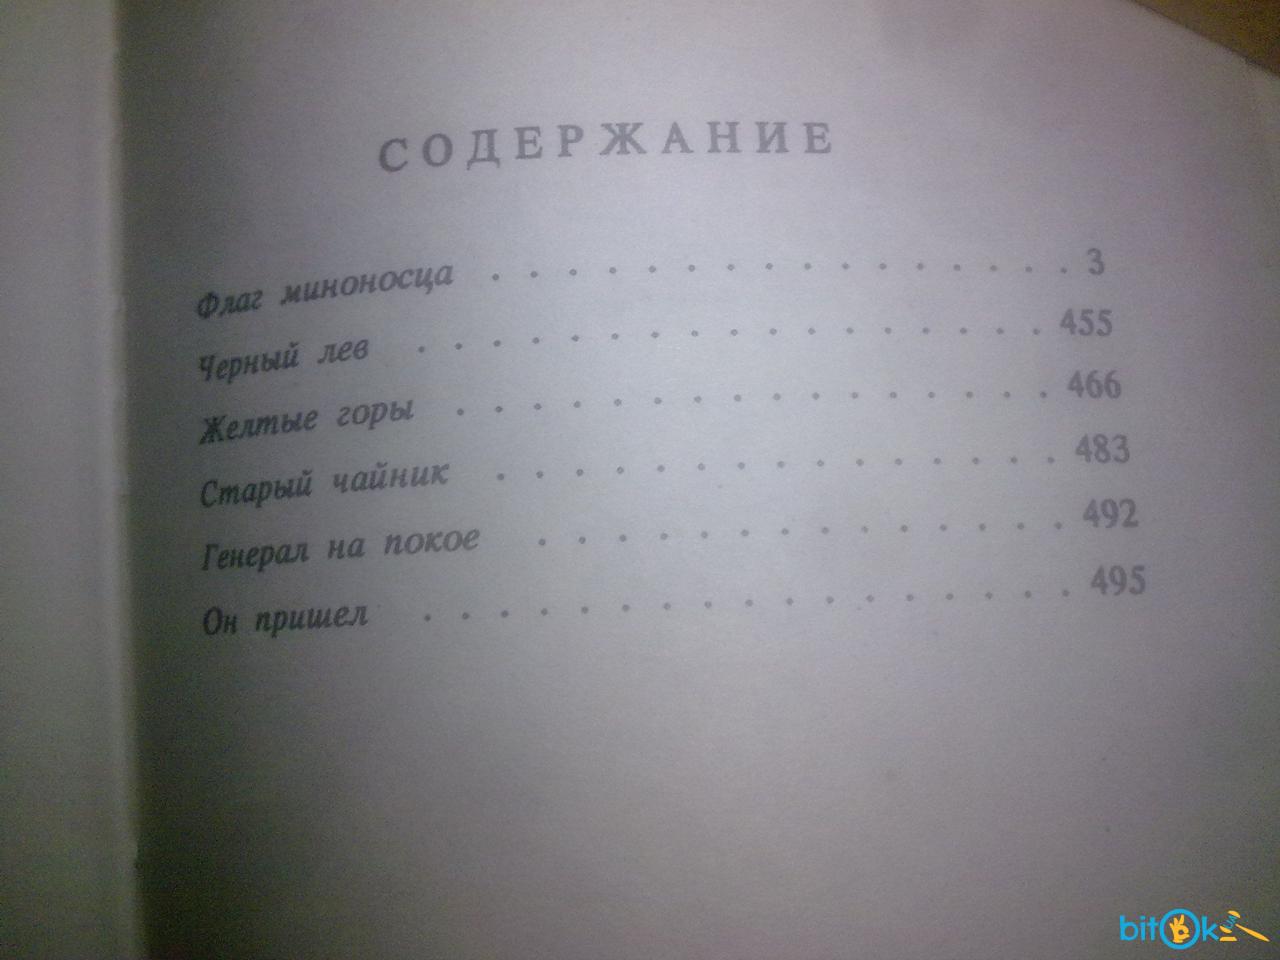 СОДЕРЖАНИЕ
Флаг миноносца . . . . . . . . . . . . . . . 3
Черный лев . . . . . . . . . . . . . . . . . 455
Желтые горы . . . . . . . . . . . . . . . . 466
Старый чайник . . . . . . . . . . . . . . . 483
Генерал на покое . . . . . . . . . . . . . . 492
Он пришел . . . . . . . . . . . . . . . . . 495
bitOk